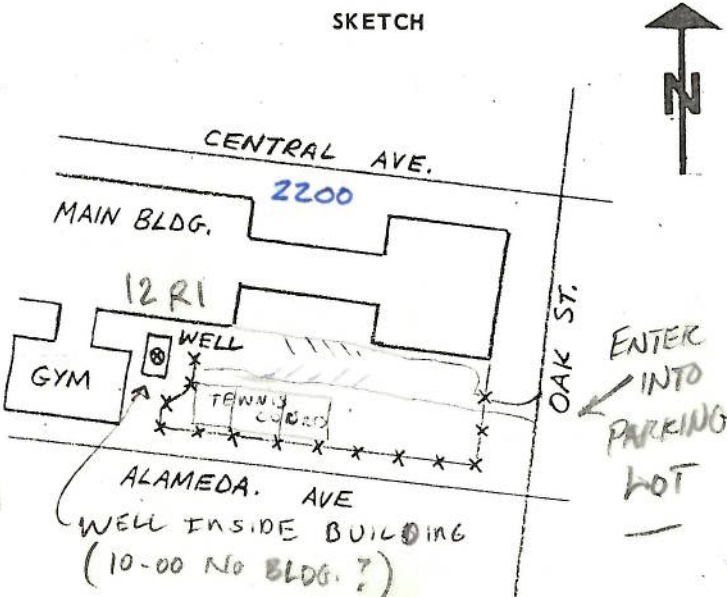 SKETCH
N
CENTRAL AVE.
2200
MAIN BLDG.
12 R1
WELL
GYM
TENNIS
OAK ST.
ENTER
INTO
PARKING
LOT
ALAMEDA. AVE
WELL INSIDE BUILDING
(10-00 NO BLDG. ?)